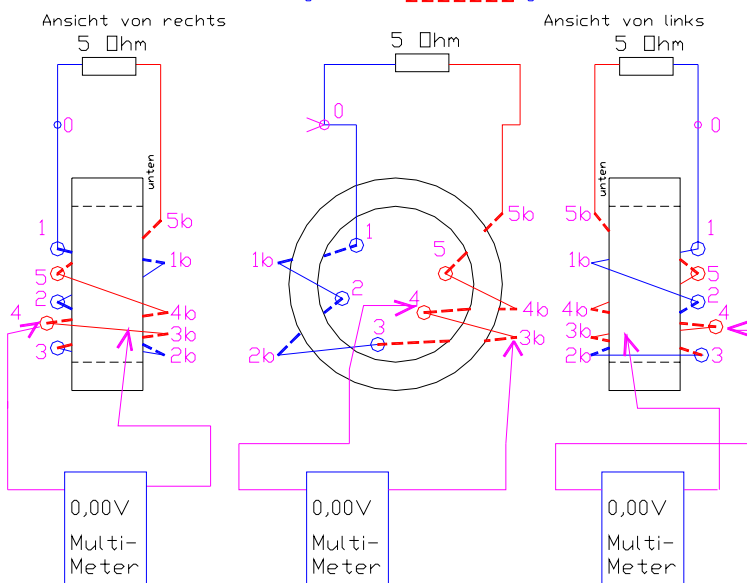 Ansicht von rechts
5 Ohm
0
unten
1
5b
1b
5
2
4
4b
3b
3
2b
0,00V
Multi-
Meter
5 Ohm
0
5b
1
5
1b
2
4
4b
3
3b
2b
0,00V
Multi-
Meter
Ansicht von links
5 Ohm
0
unten
5b
1
1b
5
2
4b
4
3b
2b
3
0,00V
Multi-
Meter